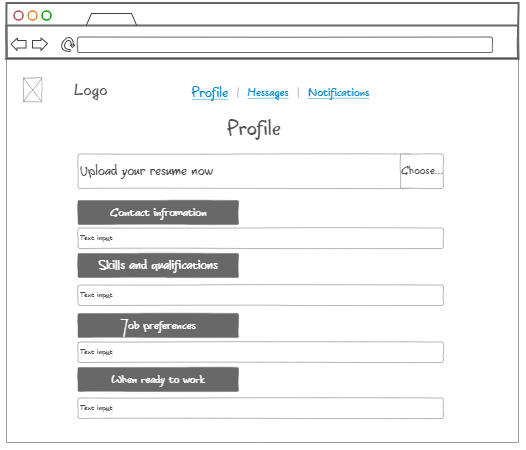 Logo
Profile | Messages | Notifications
Profile
Upload your resume now Choose...
Contact infromation
Text input
Skills and qualifications
Text input
Job preferences
Text input
When ready to work
Text input